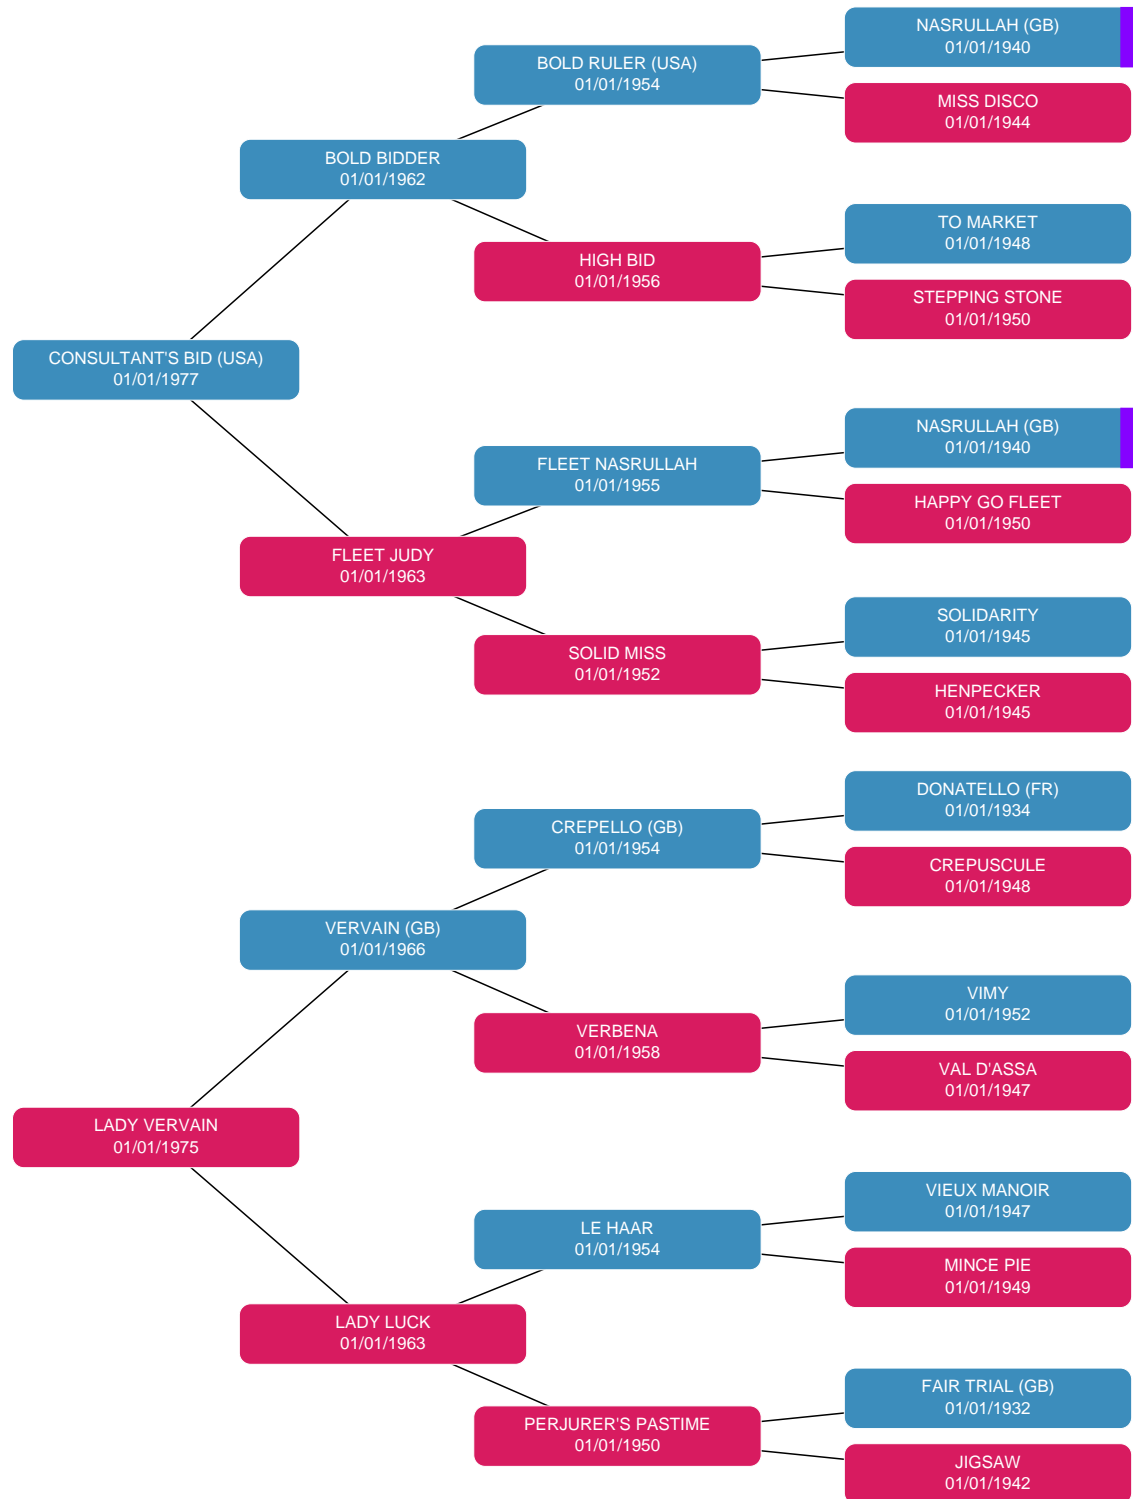 NASRULLAH (GB)
01/01/1940
BOLD RULER (USA)
01/01/1954
MISS DISCO
01/01/1944
BOLD BIDDER
01/01/1962
TO MARKET
01/01/1948
HIGH BID
01/01/1956
STEPPING STONE
01/01/1950
CONSULTANT'S BID (USA)
01/01/1977
NASRULLAH (GB)
01/01/1940
FLEET NASRULLAH
01/01/1955
HAPPY GO FLEET
01/01/1950
FLEET JUDY
01/01/1963
SOLIDARITY
01/01/1945
SOLID MISS
01/01/1952
HENPECKER
01/01/1945
DONATELLO (FR)
01/01/1934
CREPELLO (GB)
01/01/1954
CREPUSCULE
01/01/1948
VERVAIN (GB)
01/01/1966
VIMY
01/01/1952
VERBENA
01/01/1958
VAL D'ASSA
01/01/1947
LADY VERVAIN
01/01/1975
VIEUX MANOIR
01/01/1947
LE HAAR
01/01/1954
MINCE PIE
01/01/1949
LADY LUCK
01/01/1963
FAIR TRIAL (GB)
01/01/1932
PERJURER'S PASTIME
01/01/1950
JIGSAW
01/01/1942